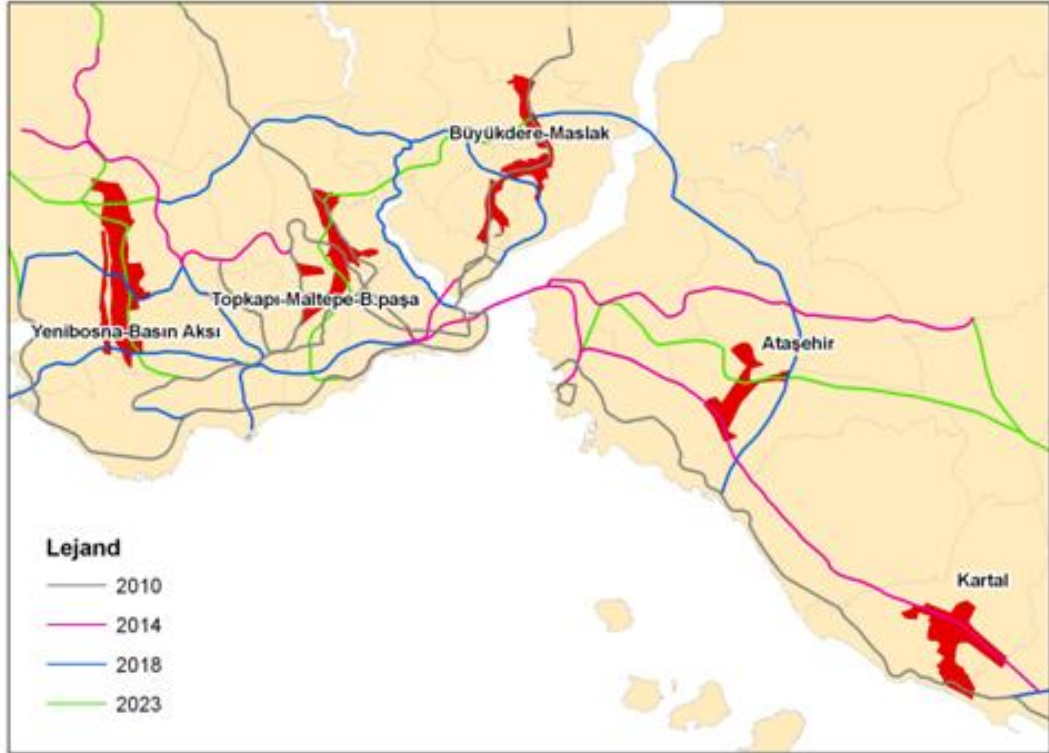 Büyükdere-Maslak
Topkapı-Maltepe-B.paşa
Yenibosna-Basın Aksı
Ataşehir
Kartal
Lejand
2010
2014
2018
2023